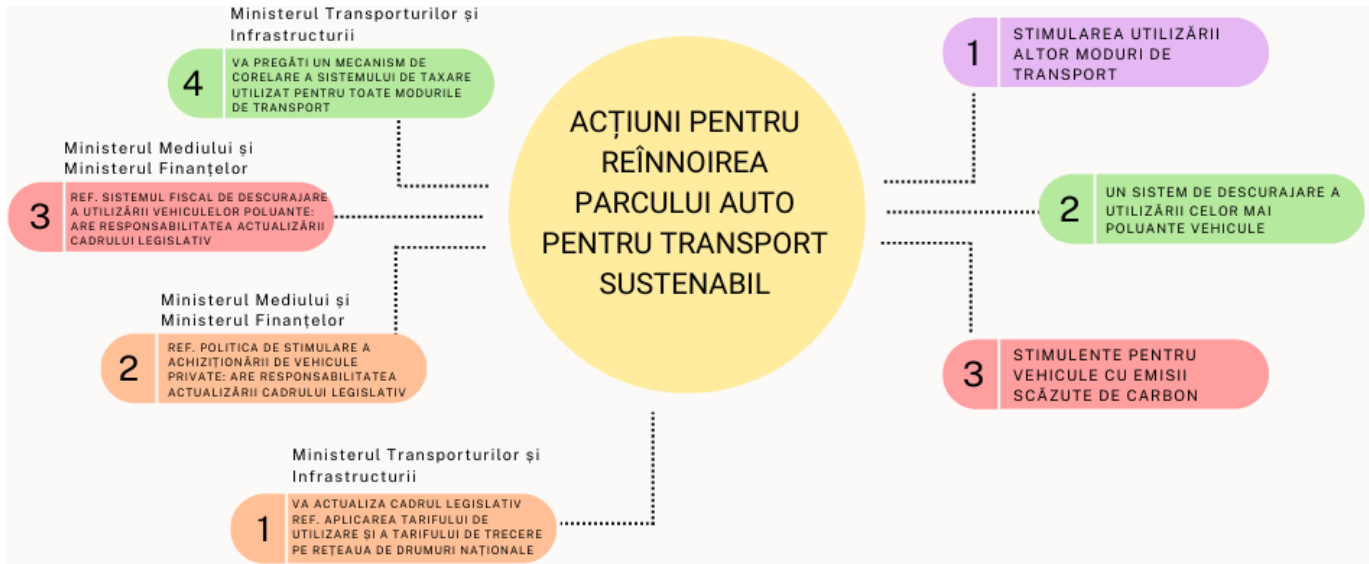 Ministerul Transporturilor și
Infrastructurii
4
VA PREGĂTI UN MECANISM DE
CORELARE A SISTEMULUI DE TAXARE
UTILIZAT PENTRU TOATE MODURILE
DE TRANSPORT
Ministerul Mediului și
Ministerul Finanțelor
3
REF. SISTEMUL FISCAL DE DESCURAJARE
A UTILIZĂRII VEHICULELOR POLUANTE:
ARE RESPONSABILITATEA ACTUALIZĂRII
CADRULUI LEGISLATIV
Ministerul Mediului și
Ministerul Finanțelor
2
REF. POLITICA DE STIMULARE A
ACHIZIȚIONĂRII DE VEHICULE
PRIVATE: ARE RESPONSABILITATEA
ACTUALIZĂRII CADRULUI LEGISLATIV
Ministerul Transporturilor și
Infrastructurii
1
VA ACTUALIZA CADRUL LEGISLATIV
REF. APLICAREA TARIFULUI DE
UTILIZARE ȘI A TARIFULUI DE TRECERE
PE REȚEAUA DE DRUMURI NAȚIONALE
ACȚIUNI PENTRU
REÎNNOIREA
PARCULUI AUTO
PENTRU TRANSPORT
SUSTENABIL
1
STIMULAREA UTILIZĂRII
ALTOR MODURI DE
TRANSPORT
2
UN SISTEM DE DESCURAJARE A
UTILIZĂRII CELOR MAI
POLUANTE VEHICULE
3
STIMULENTE PENTRU
VEHICULE CU EMISII
SCĂZUTE DE CARBON